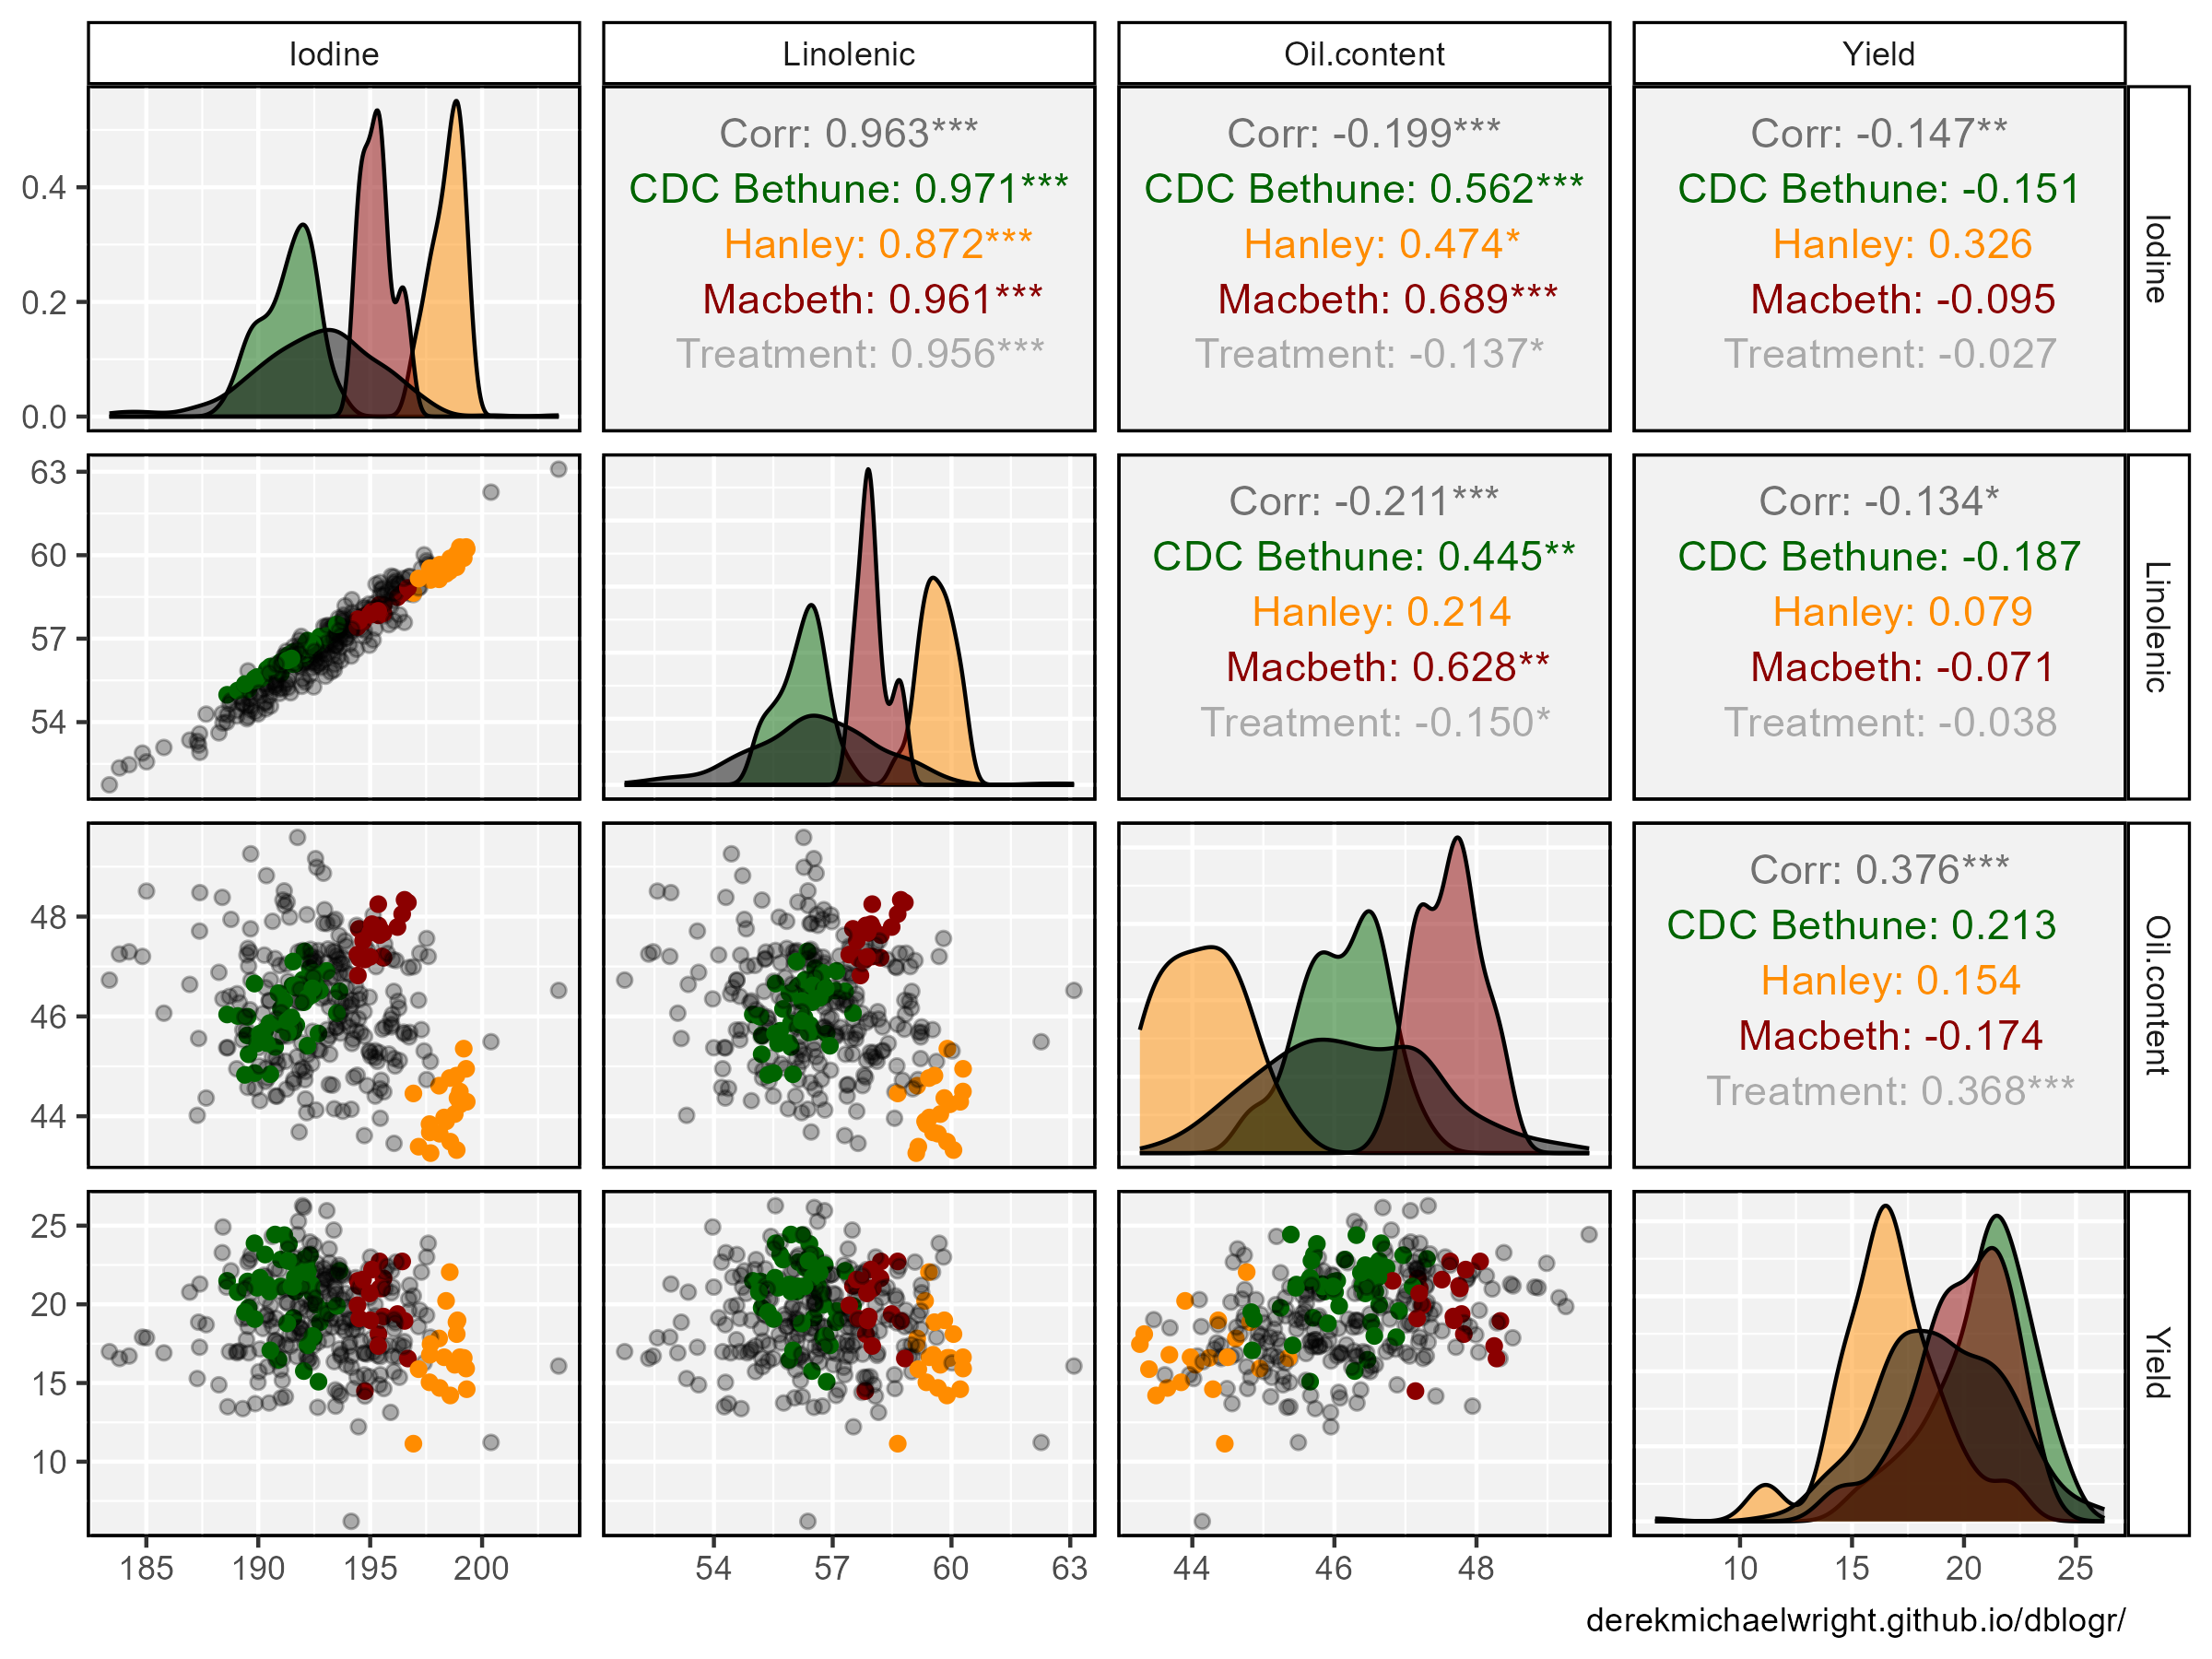 Iodine
Linolenic
Oil.content
Yield
0.4
0.2
0.0
Corr: 0.963***
CDC Bethune: 0.971***
Hanley: 0.872***
Macbeth: 0.961***
Treatment: 0.956***
Corr: -0.199***
CDC Bethune: 0.562***
Hanley: 0.474*
Macbeth: 0.689***
Treatment: -0.137*
Corr: -0.147**
CDC Bethune: -0.151
Hanley: 0.326
Macbeth: -0.095
Treatment: -0.027
Iodine
63
60
57
54
Corr: -0.211***
CDC Bethune: 0.445**
Hanley: 0.214
Macbeth: 0.628**
Treatment: -0.150*
Corr: -0.134*
CDC Bethune: -0.187
Hanley: 0.079
Macbeth: -0.071
Treatment: -0.038
Linolenic
48
46
44
Corr: 0.376***
CDC Bethune: 0.213
Hanley: 0.154
Macbeth: -0.174
Treatment: 0.368***
Oil.content
25
20
15
10
Yield
185 190 195 200
54 57 60 63
44 46 48
10 15 20 25
derekmichaelwright.github.io/dblogr/